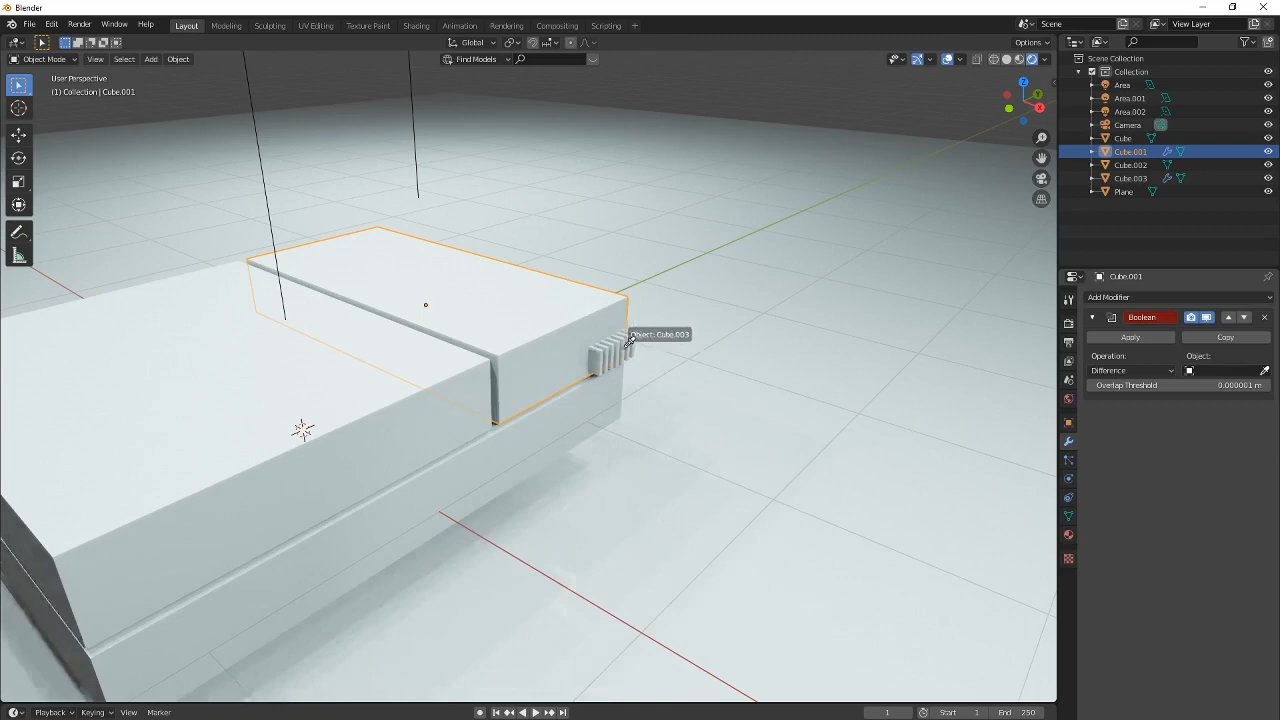 Blender
File Edit Render Window Help
Layout Modeling Sculpting UV Editing Texture Paint Shading Animation Rendering Compositing Scripting +
Scene
View Layer
Global
Options
Object Mode View Select Add Object
Find Models
User Perspective
(1) Collection | Cube.001
Z
Y
X
Object: Cube.003
Scene Collection
Collection
Area
Area.001
Area.002
Camera
Cube
Cube.001
Cube.002
Cube.003
Plane
Cube.001
Add Modifier
Boolean
Apply Copy
Operation: Object:
Difference
Overlap Threshold 0.000001 m
Playback Keying View Marker
1
Start 1 End 250